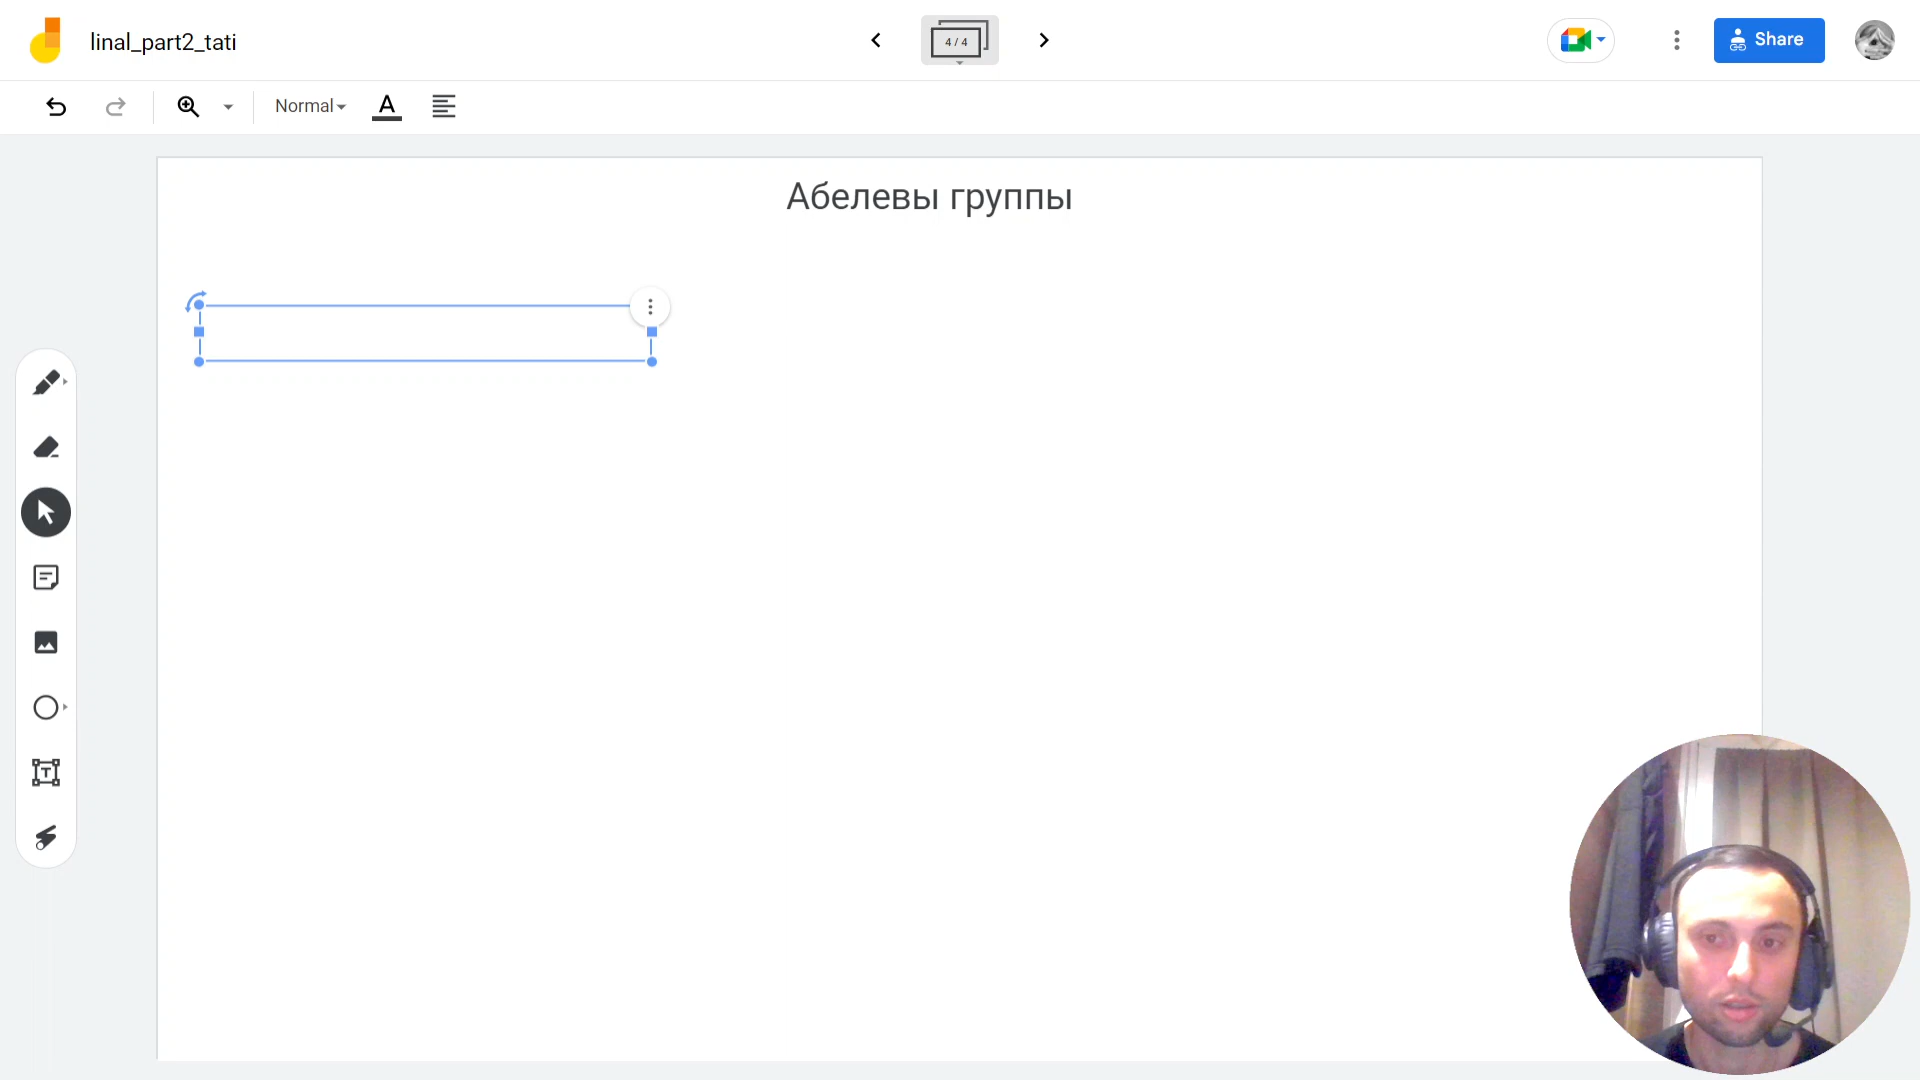 linal_part2_tati
4 / 4
Share
Normal
A
Абелевы группы
T